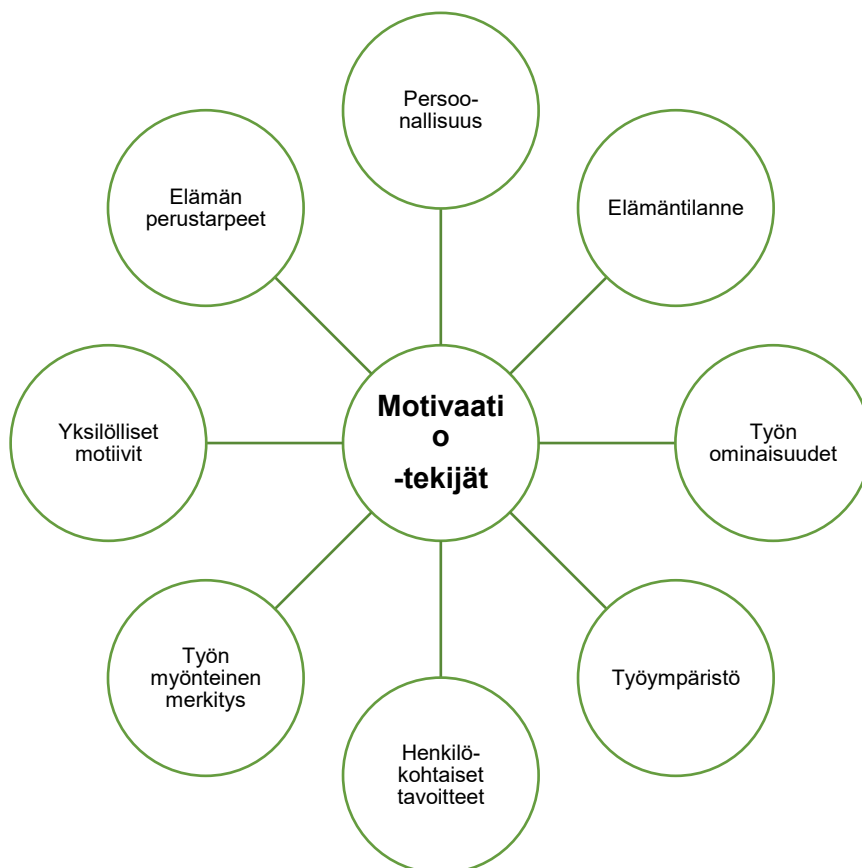 Persoo-
nallisuus
Elämän
perustarpeet
Elämäntilanne
Yksilölliset
motiivit
Motivaati
o
-tekijät
Työn
ominaisuudet
Työn
myönteinen
merkitys
Työympäristö
Henkilö-
kohtaiset
tavoitteet